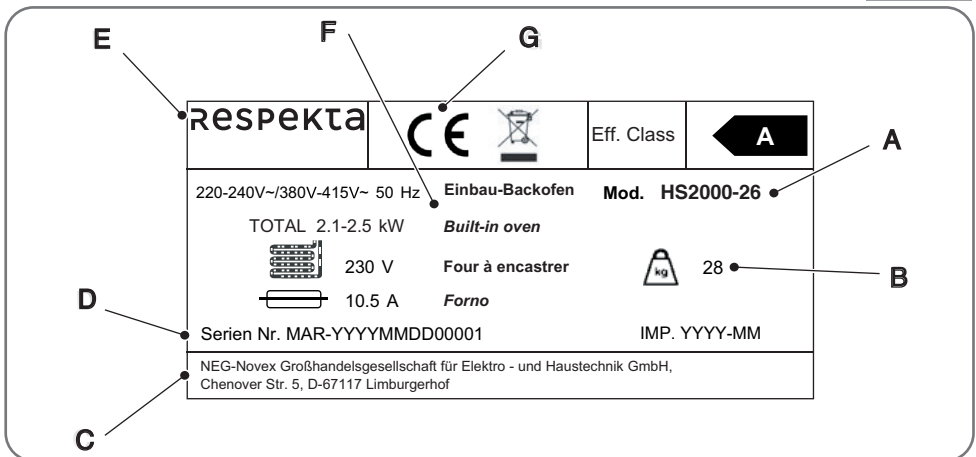 E
F
G
ReSPeKTa
CE
Eff. Class
A
A
220-240V~/380V-415V~ 50 Hz
Einbau-Backofen
Mod. HS2000-26
TOTAL 2.1-2.5 kW
Built-in oven
230 V
Four à encastrer
kg
28
B
10.5 A
Forno
D
Serien Nr. MAR-YYYYMMDD00001
IMP. YYYY-MM
NEG-Novex Großhandelsgesellschaft für Elektro - und Haustechnik GmbH,
Chenover Str. 5, D-67117 Limburgerhof
C